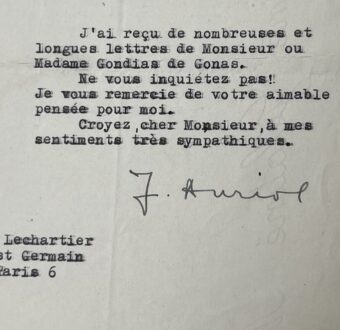 J'ai reçu de nombreuses et
longues lettres de Monsieur ou
Madame Gondias de Gonas.
Ne vous inquiétez pas!!
Je vous remercie de votre aimable
pensée pour moi.
Croyez,cher Monsieur,à mes
sentiments très sympathiques.
J. Auriol
Lechartier
et Germain
Paris 6